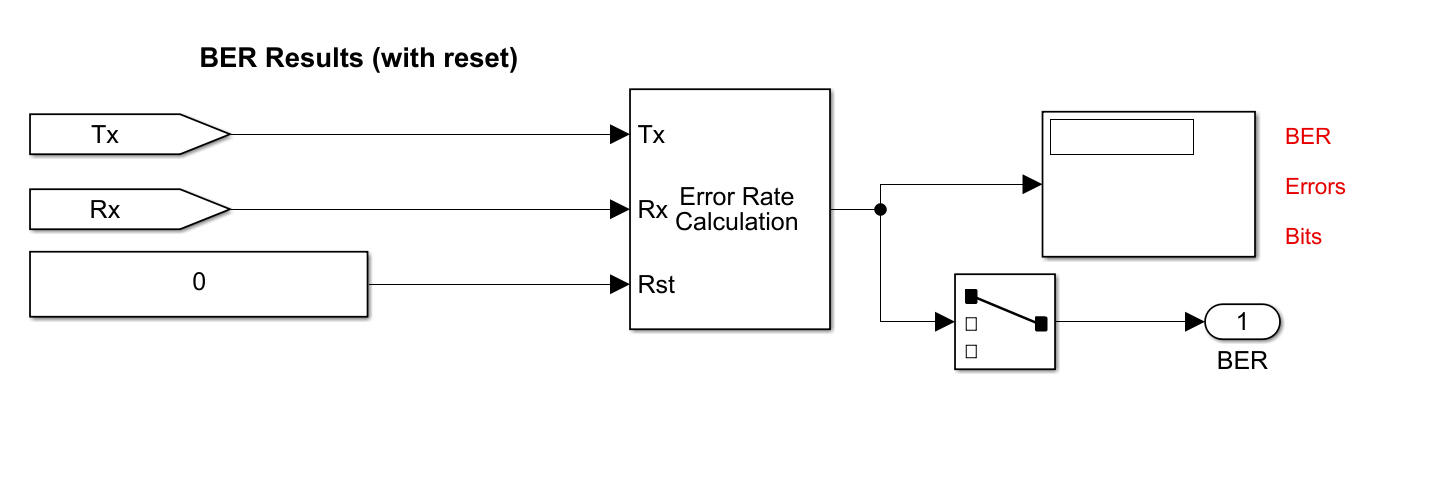 BER Results (with reset)
Tx
Rx
0
Tx
Rx
Error Rate
Calculation
Rst
BER
Errors
Bits
1
BER